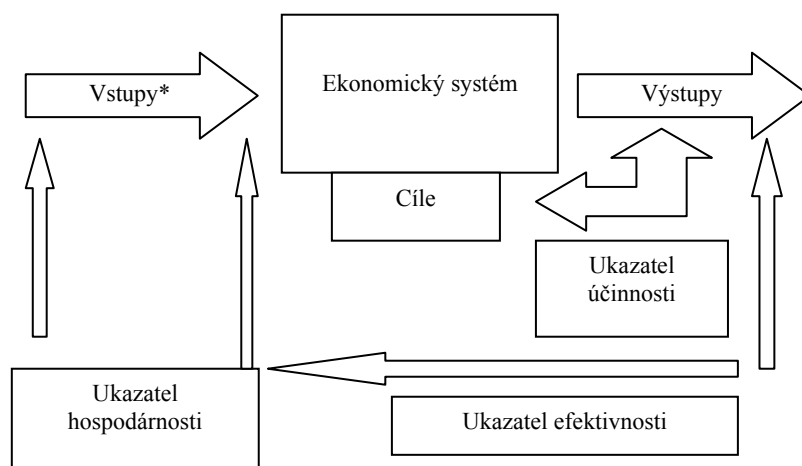 Vstupy*
Ekonomický systém
Výstupy
Cíle
Ukazatel
účinnosti
Ukazatel
hospodárnosti
Ukazatel efektivnosti